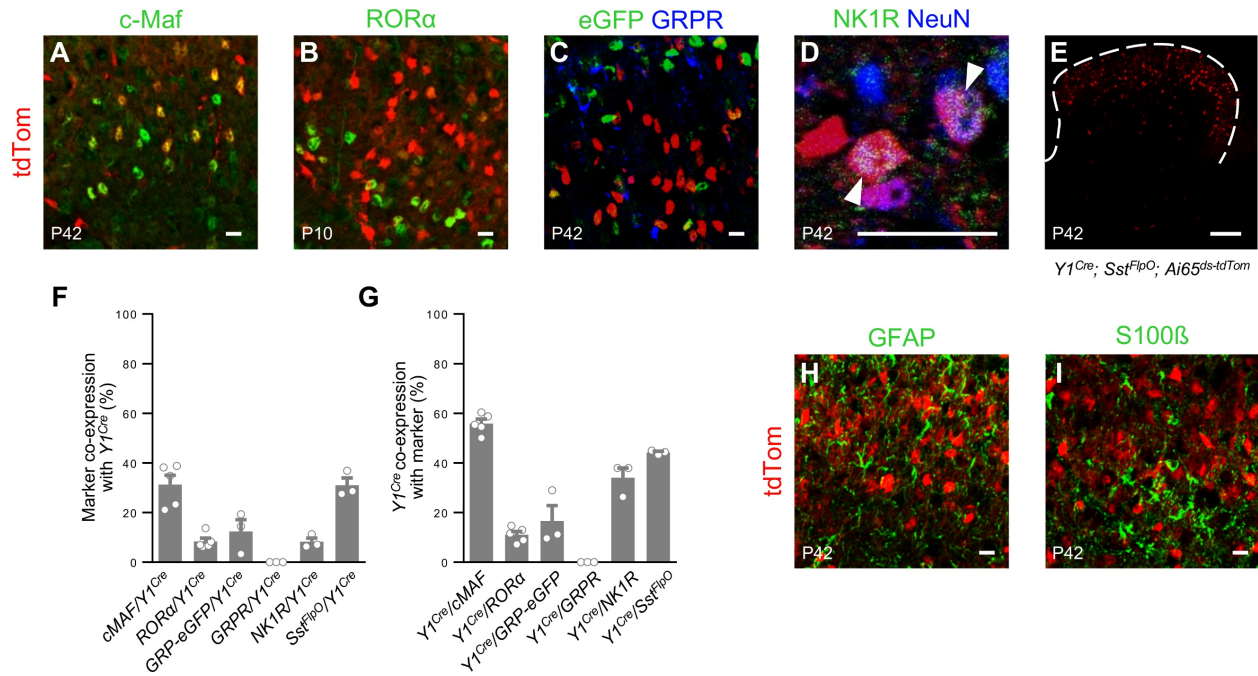 c-Maf
RORα
eGFP GRPR
NK1R NeuN
tdTom
A
B
C
D
E
P42
P10
P42
P42
P42
Y1Cre; SstFlpO; Ai65ds-tdTom
F
G
Marker co-expression
with Y1Cre (%)
100
80
60
40
20
0
cMAF/Y1Cre
RORα/Y1Cre
GRP-eGFP/Y1Cre
GRPR/Y1Cre
NK1R/Y1Cre
SstFlpO/Y1Cre
Y1Cre co-expression
with marker (%)
100
80
60
40
20
0
Y1Cre/cMAF
Y1Cre/RORα
Y1Cre/GRP-eGFP
Y1Cre/GRPR
Y1Cre/NK1R
Y1Cre/SstFlpO
GFAP
S100ß
tdTom
H
I
P42
P42